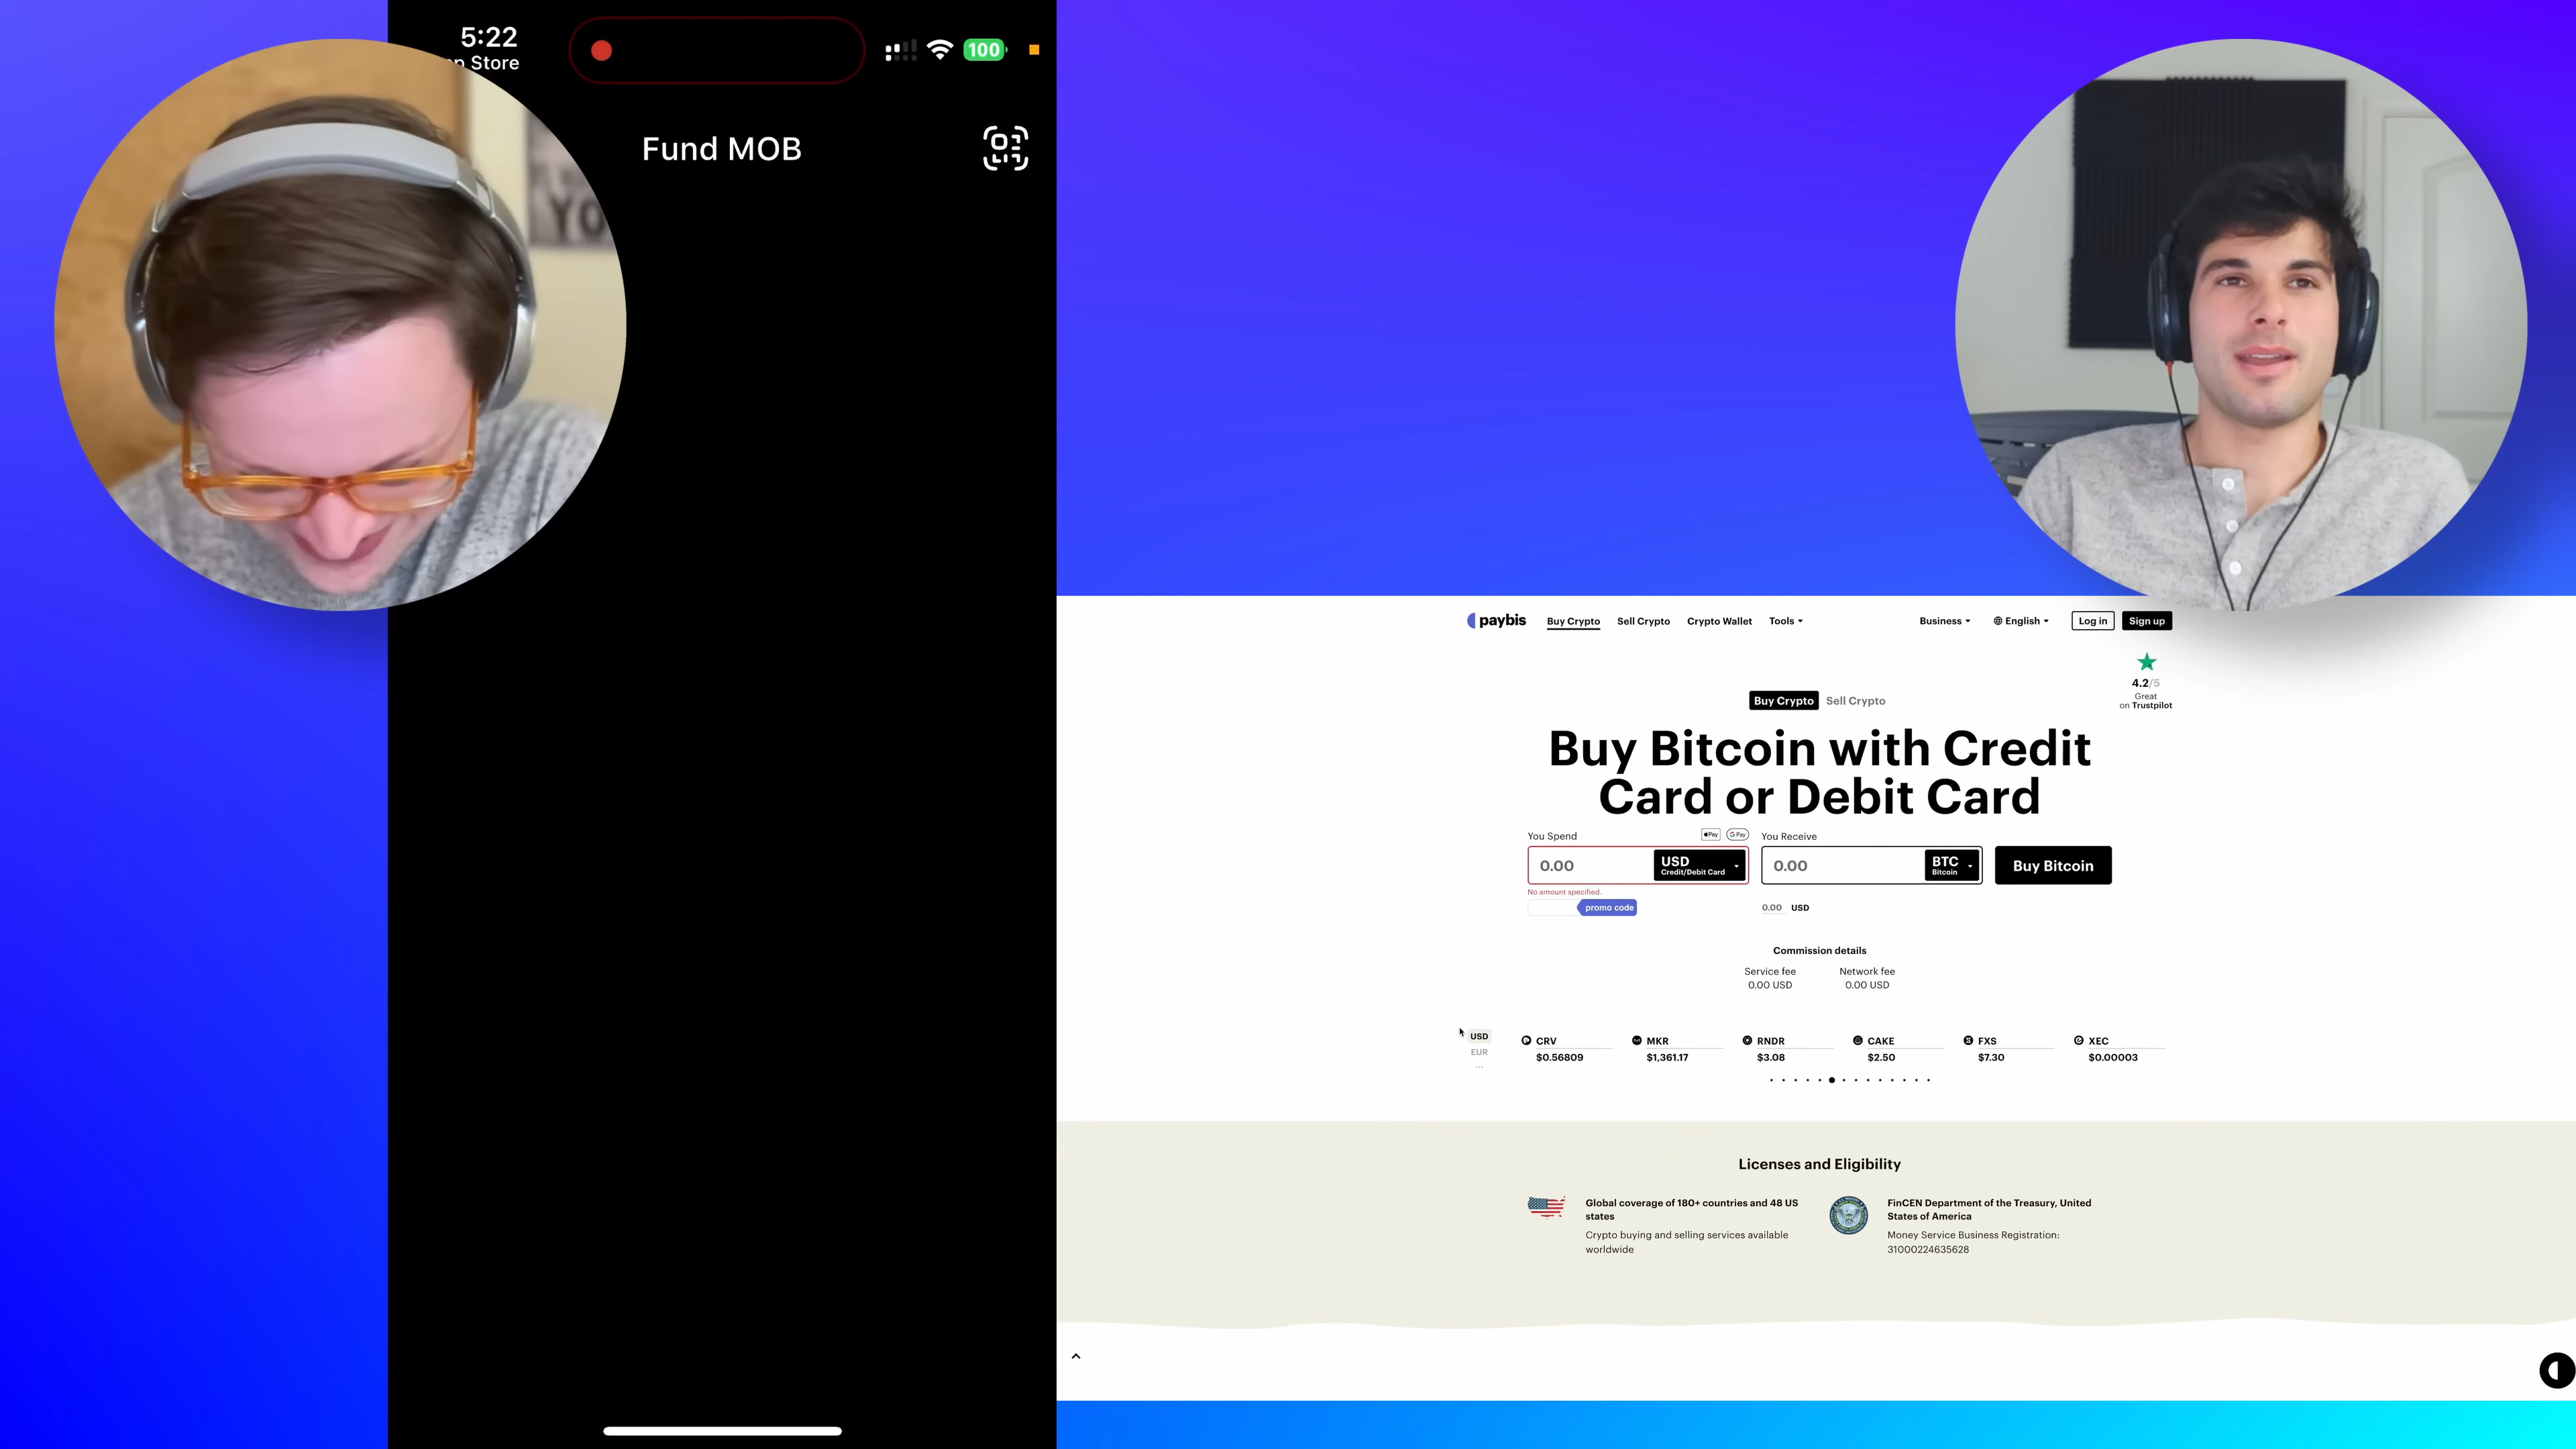 5:22
Store
100
Fund MOB
YO
paybis
Buy Crypto
Sell Crypto
Crypto Wallet
Tools
Business
English
Log in
Sign up
4.2/5
Great
on Trustpilot
Buy Crypto
Sell Crypto
Buy Bitcoin with Credit
Card or Debit Card
You Spend
Pay
G Pay
You Receive
0.00
USD
Credit/Debit Card
0.00
BTC
Bitcoin
Buy Bitcoin
No amount specified.
promo code
0.00 USD
Commission details
Service fee
0.00 USD
Network fee
0.00 USD
USD
EUR
...
CRV
$0.56809
MKR
$1,361.17
RNDR
$3.08
CAKE
$2.50
FXS
$7.30
XEC
$0.00003
Licenses and Eligibility
Global coverage of 180+ countries and 48 US
states
Crypto buying and selling services available
worldwide
FinCEN Department of the Treasury, United
States of America
Money Service Business Registration:
31000224635628